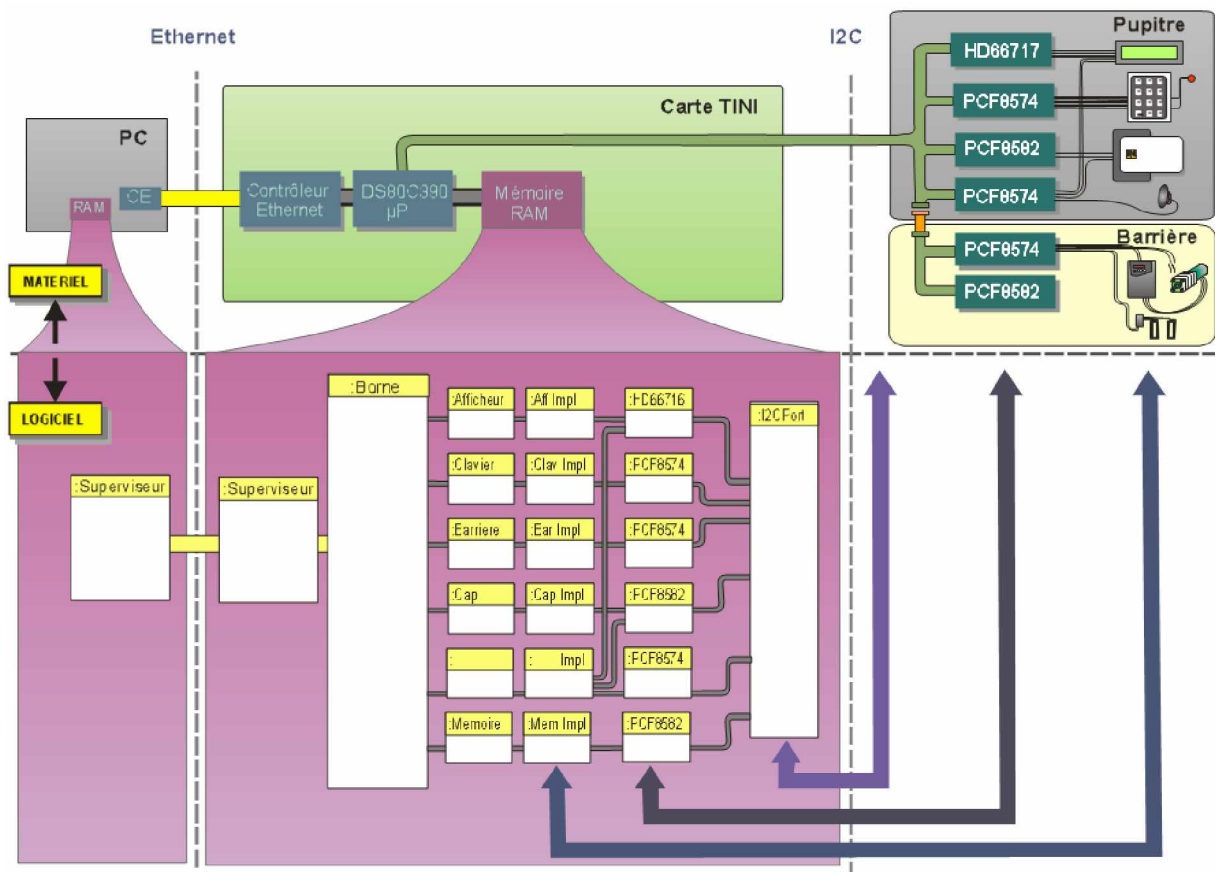 Ethernet
I2C
Pupitre
HD66717
PCF8574
PCF8582
PCF8574
Carte TINI
PC
CE
RAM
Contrôleur
Ethernet
DS80C390
µP
Mémoire
RAM
Barrière
PCF8574
PCF8582
MATERIEL
LOGICIEL
:Borne
:Afficheur
:Aff Impl
:HD66716
:I2CPort
:Clavier
:Clav Impl
:PCF8574
:Superviseur
:Superviseur
:Barriere
:Bar Impl
:PCF8574
:Cap
:Cap Impl
:PCF8582
:
: Impl
:PCF8574
:Memoire
:Mem Impl
:PCF8582